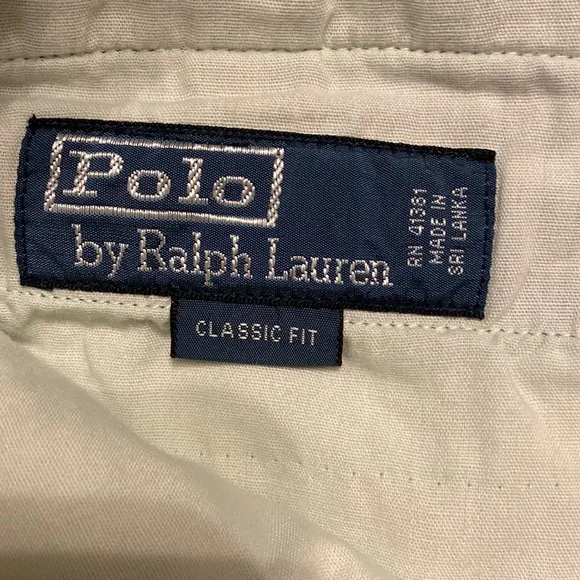 Polo
by Ralph Lauren
RN 41381
MADE IN
SRI LANKA
CLASSIC FIT